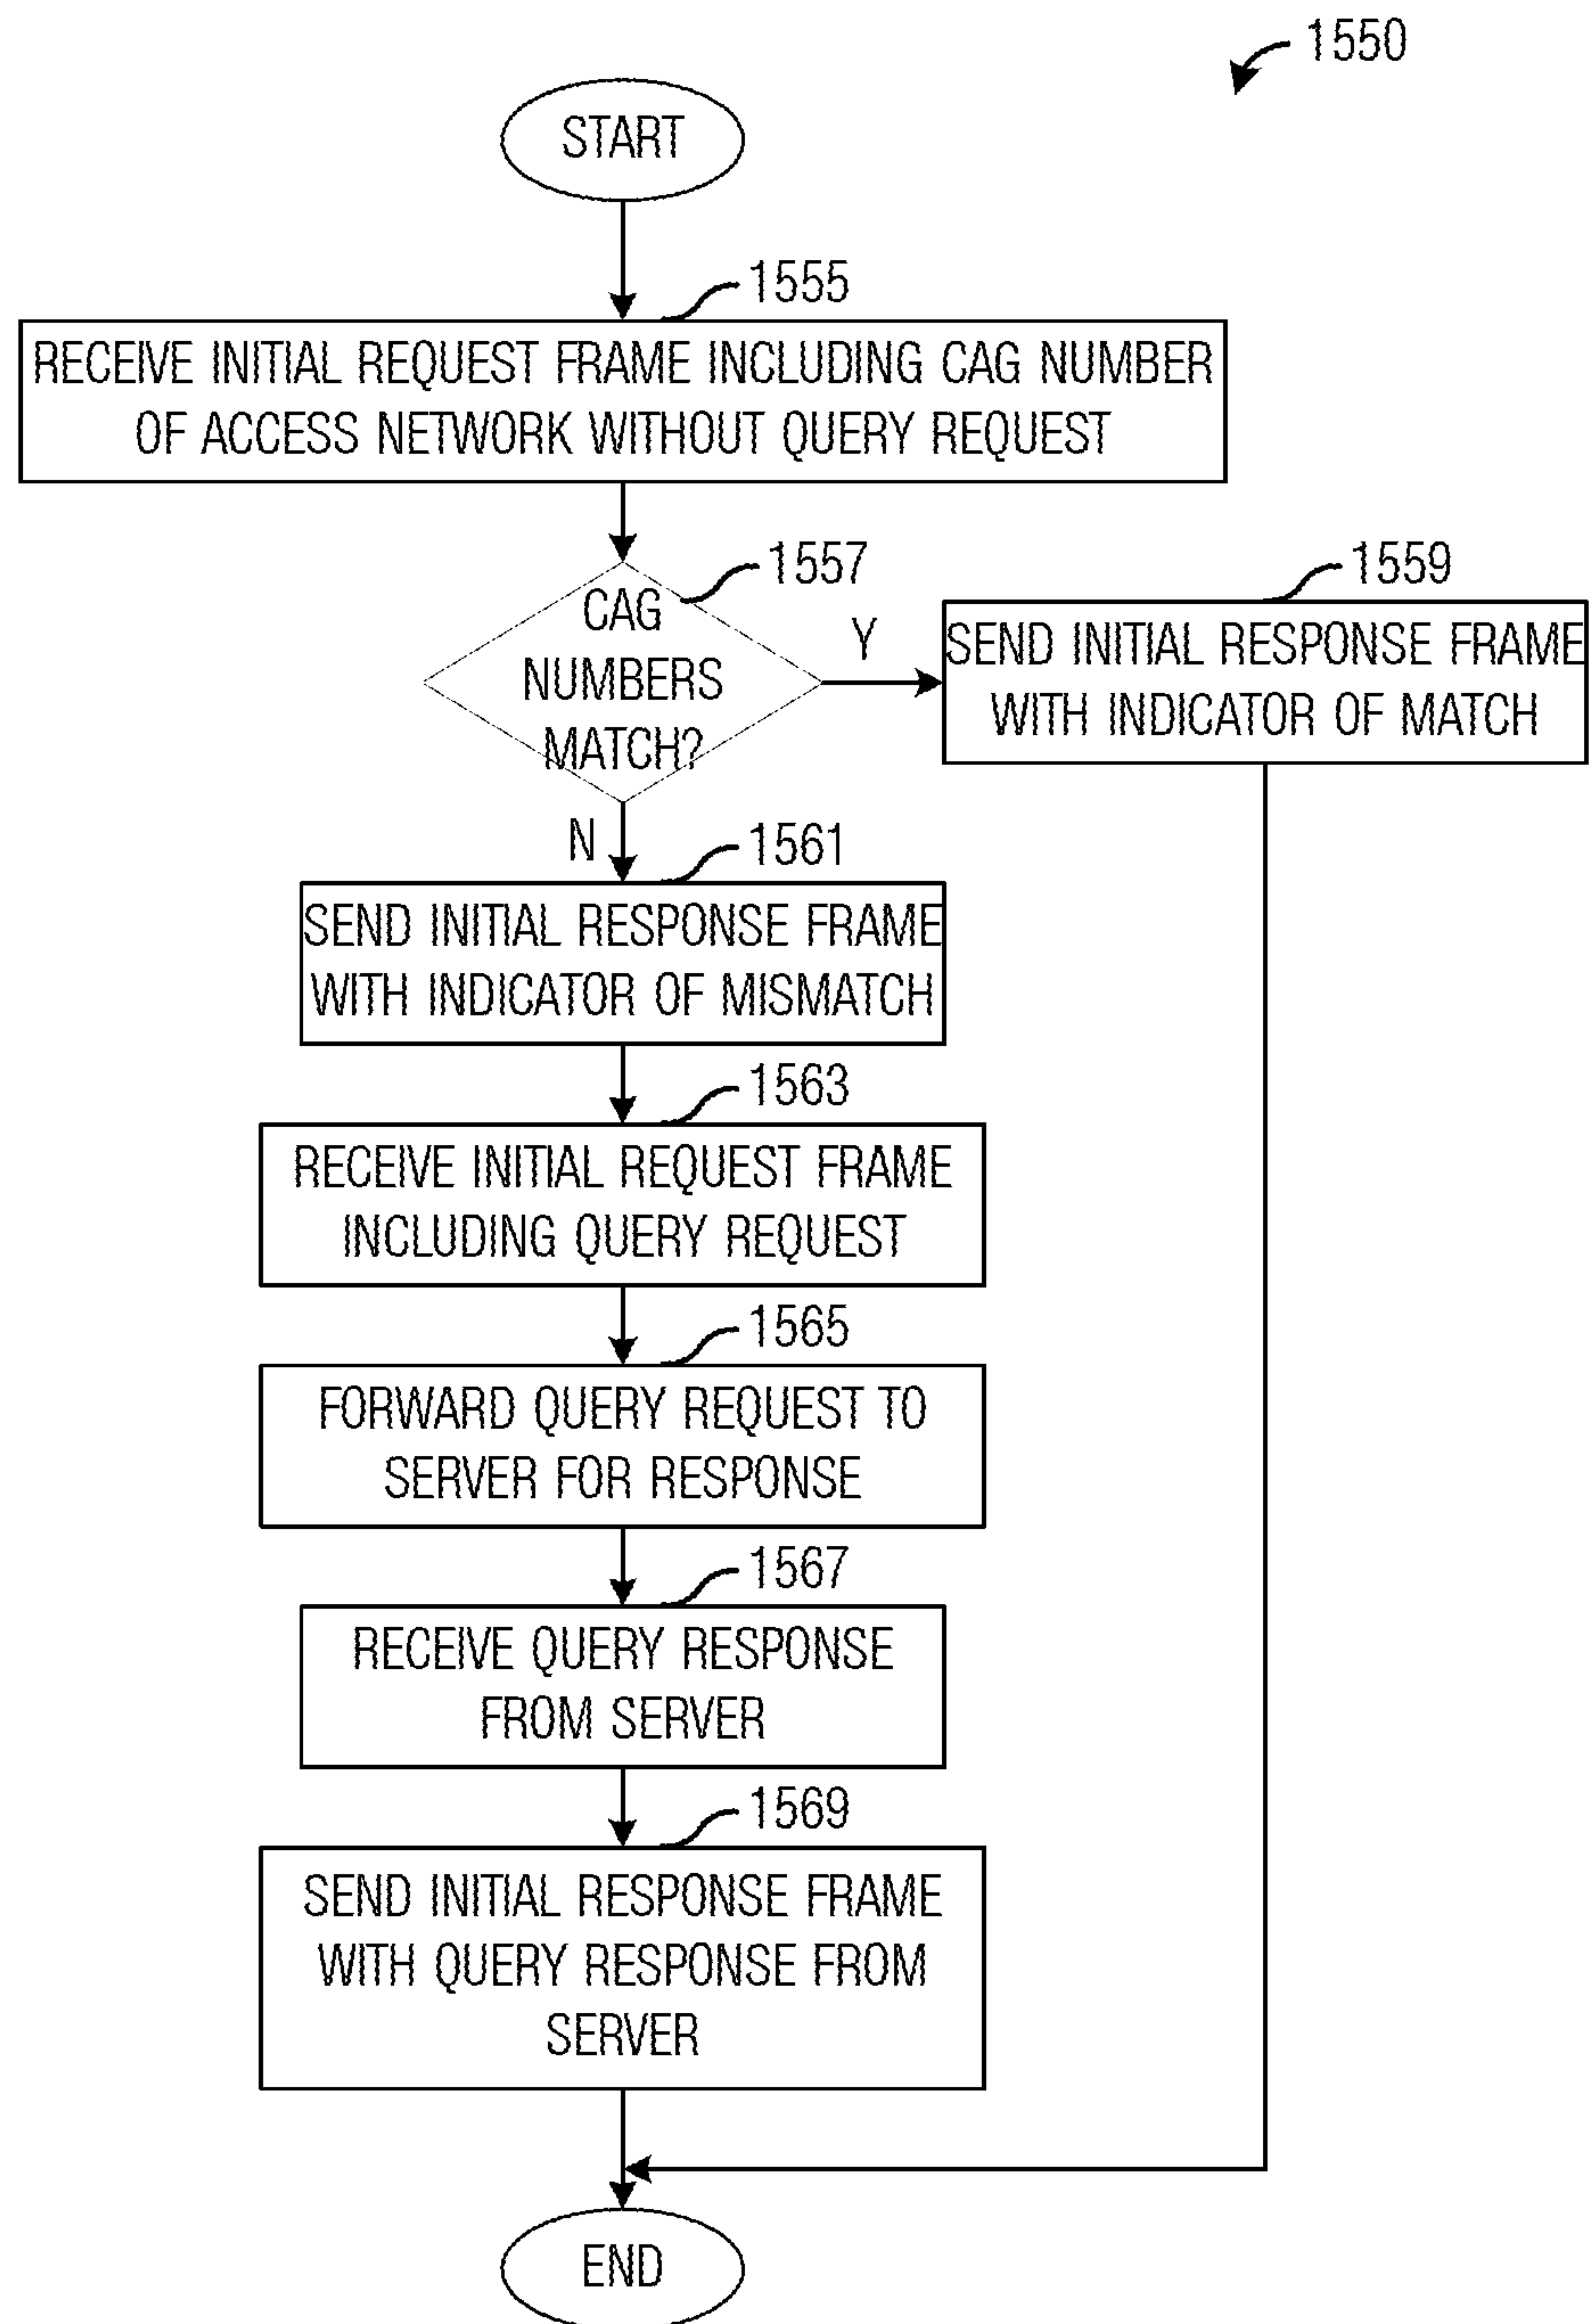 1550
START
1555
RECEIVE INITIAL REQUEST FRAME INCLUDING CAG NUMBER
OF ACCESS NETWORK WITHOUT QUERY REQUEST
1557
CAG
NUMBERS
MATCH?
Y
1559
SEND INITIAL RESPONSE FRAME
WITH INDICATOR OF MATCH
N
1561
SEND INITIAL RESPONSE FRAME
WITH INDICATOR OF MISMATCH
1563
RECEIVE INITIAL REQUEST FRAME
INCLUDING QUERY REQUEST
1565
FORWARD QUERY REQUEST TO
SERVER FOR RESPONSE
1567
RECEIVE QUERY RESPONSE
FROM SERVER
1569
SEND INITIAL RESPONSE FRAME
WITH QUERY RESPONSE FROM
SERVER
END